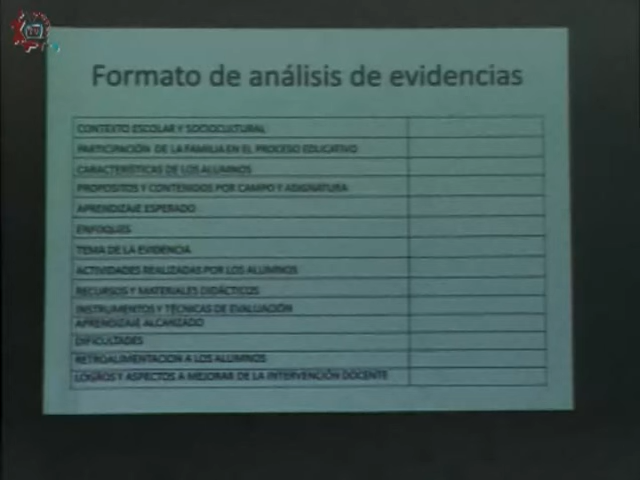 Formato de análisis de evidencias
CONTEXTO ESCOLAR Y SOCIOCULTURAL
PARTICIPACIÓN DE LA FAMILIA EN EL PROCESO EDUCATIVO
CARACTERÍSTICAS DE LOS ALUMNOS
PROPOSITOS Y CONTENIDOS POR CAMPO Y ASIGNATURA
APRENDIZAJE ESPERADO
ENFOQUES
TEMA DE LA EVIDENCIA
ACTIVIDADES REALIZADAS POR LOS ALUMNOS
RECURSOS Y MATERIALES DIDÁCTICOS
INSTRUMENTOS Y TÉCNICAS DE EVALUACIÓN
APRENDIZAJE ALCANZADO
DIFICULTADES
RETROALIMENTACION A LOS ALUMNOS
LOGROS Y ASPECTOS A MEJORAR DE LA INTERVENCIÓN DOCENTE